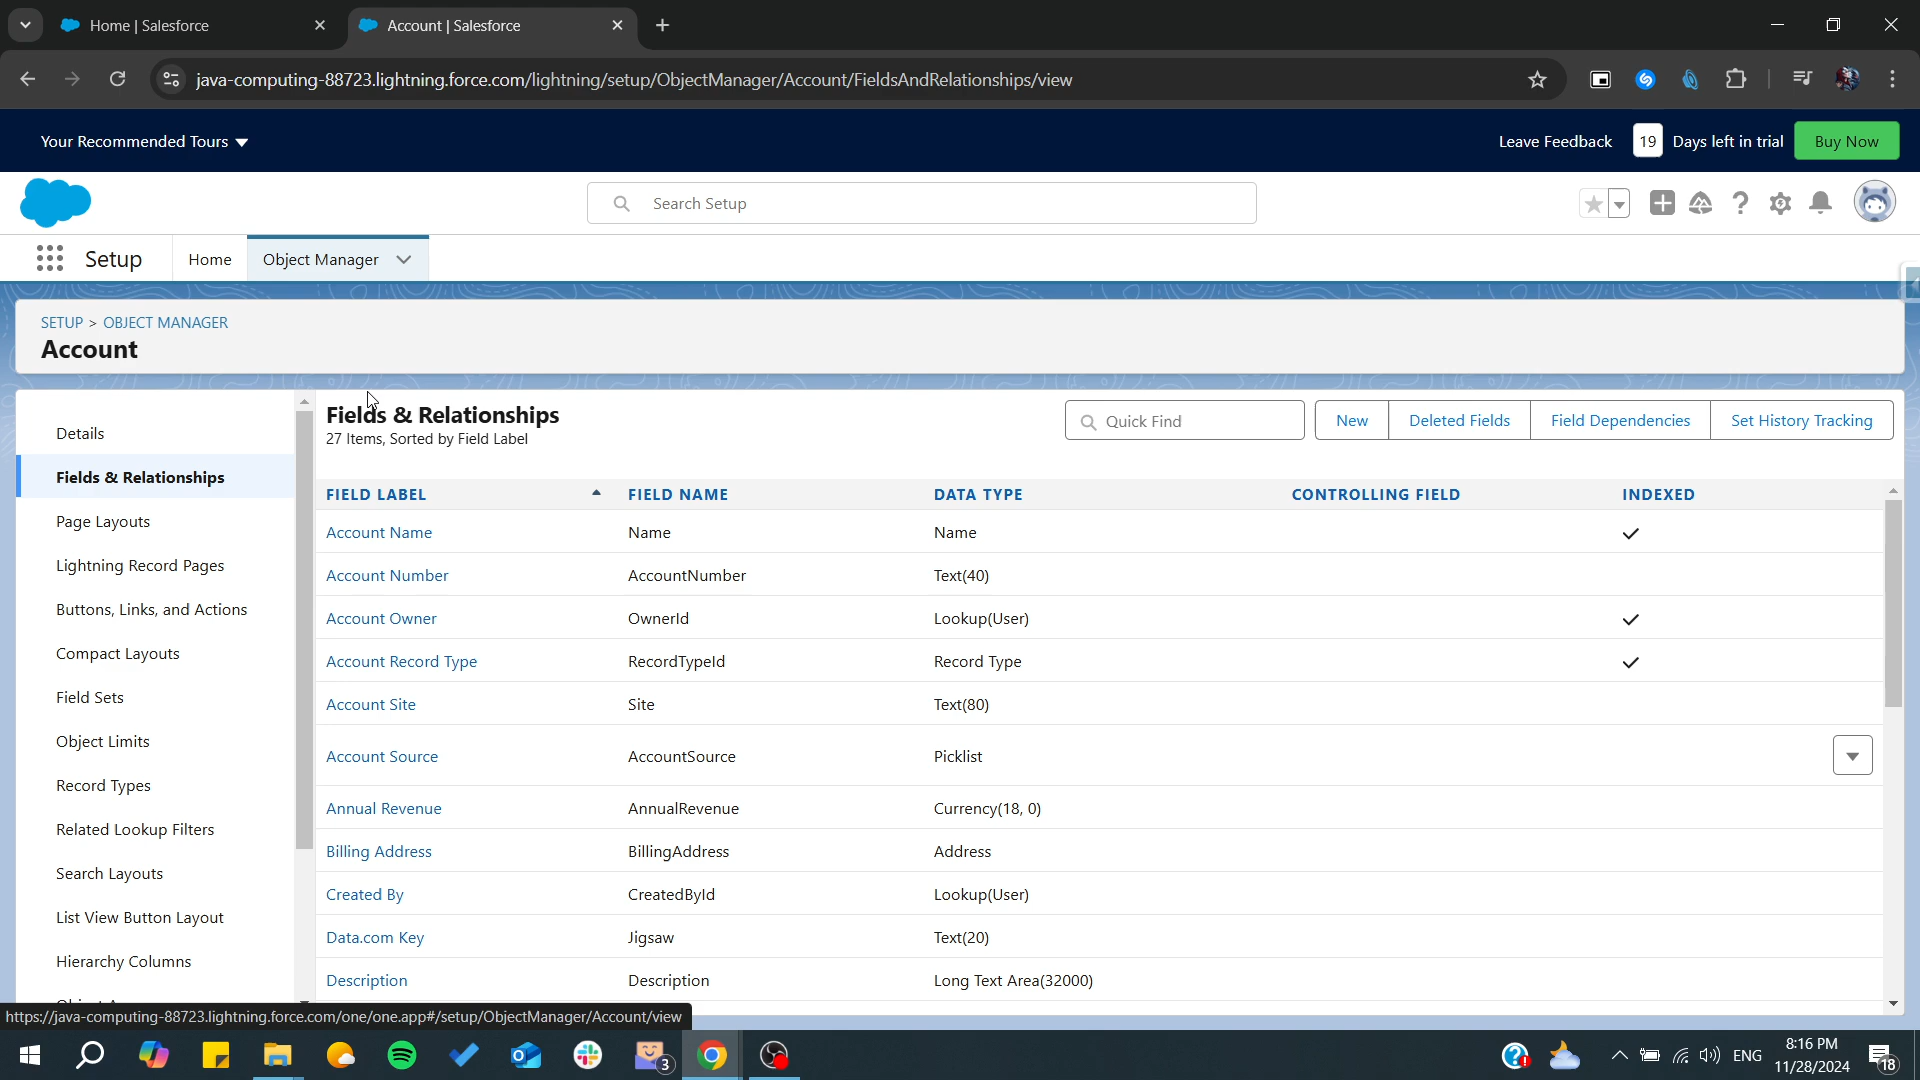 Home | Salesforce
Account | Salesforce
java-computing-88723.lightning.force.com/lightning/setup/ObjectManager/Account/FieldsAndRelationships/view
Your Recommended Tours
Leave Feedback
19 Days left in trial
Buy Now
Search Setup
Setup
Home
Object Manager
SETUP > OBJECT MANAGER
Account
Details
Fields & Relationships
Page Layouts
Lightning Record Pages
Buttons, Links, and Actions
Compact Layouts
Field Sets
Object Limits
Record Types
Related Lookup Filters
Search Layouts
List View Button Layout
Hierarchy Columns
Fields & Relationships
27 Items, Sorted by Field Label
Quick Find
New
Deleted Fields
Field Dependencies
Set History Tracking
FIELD LABEL FIELD NAME DATA TYPE CONTROLLING FIELD INDEXED
Account Name Name Name
Account Number AccountNumber Text(40)
Account Owner OwnerId Lookup(User)
Account Record Type RecordTypeId Record Type
Account Site Site Text(80)
Account Source AccountSource Picklist
Annual Revenue AnnualRevenue Currency(18, 0)
Billing Address BillingAddress Address
Created By CreatedById Lookup(User)
Data.com Key Jigsaw Text(20)
Description Description Long Text Area(32000)
https://java-computing-88723.lightning.force.com/one/one.app#/setup/ObjectManager/Account/view
3
ENG
8:16 PM
11/28/2024
18